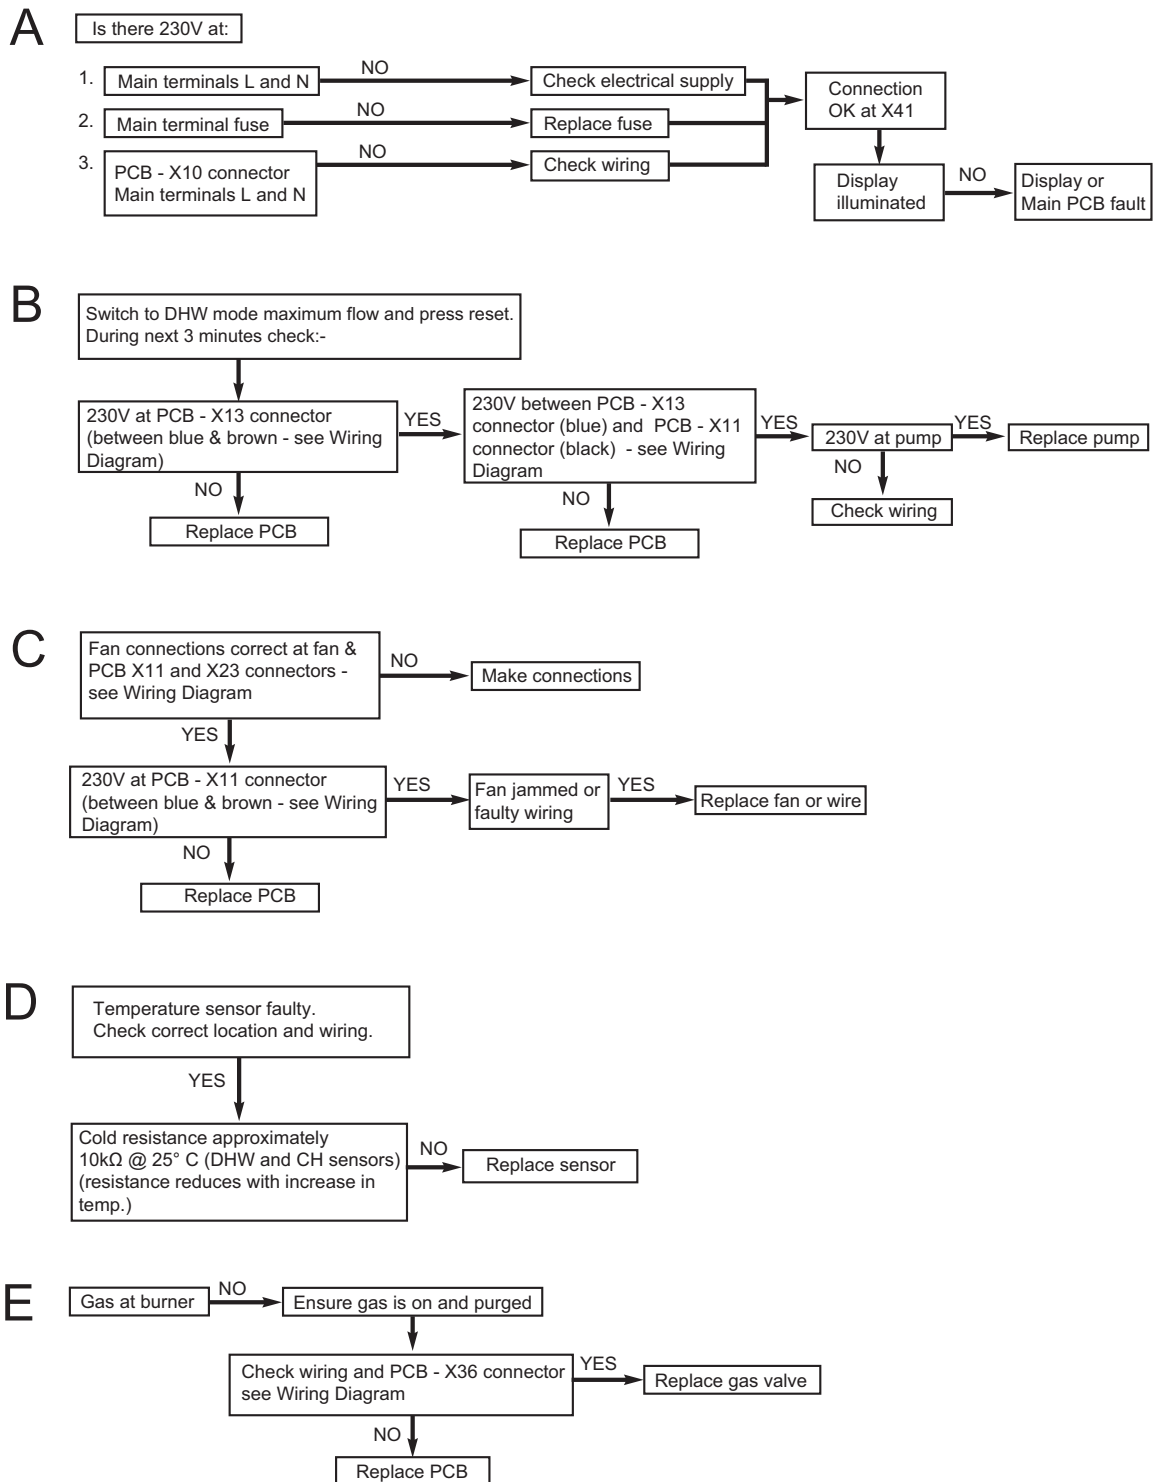 A
Is there 230V at:
1.
Main terminals L and N
NO
Check electrical supply
Connection
OK at X41
2.
Main terminal fuse
NO
Replace fuse
3.
PCB - X10 connector
Main terminals L and N
NO
Check wiring
Display
illuminated
NO
Display or
Main PCB fault
B
Switch to DHW mode maximum flow and press reset.
During next 3 minutes check:-
230V at PCB - X13 connector
(between blue & brown - see Wiring
Diagram)
YES
230V between PCB - X13
connector (blue) and PCB - X11
connector (black) - see Wiring
Diagram
YES
230V at pump
YES
Replace pump
NO
Replace PCB
NO
Replace PCB
NO
Check wiring
C
Fan connections correct at fan &
PCB X11 and X23 connectors -
see Wiring Diagram
NO
Make connections
YES
230V at PCB - X11 connector
(between blue & brown - see Wiring
Diagram)
YES
Fan jammed or
faulty wiring
YES
Replace fan or wire
NO
Replace PCB
D
Temperature sensor faulty.
Check correct location and wiring.
YES
Cold resistance approximately
10kΩ @ 25° C (DHW and CH sensors)
(resistance reduces with increase in
temp.)
NO
Replace sensor
E
Gas at burner
NO
Ensure gas is on and purged
Check wiring and PCB - X36 connector
see Wiring Diagram
YES
Replace gas valve
NO
Replace PCB